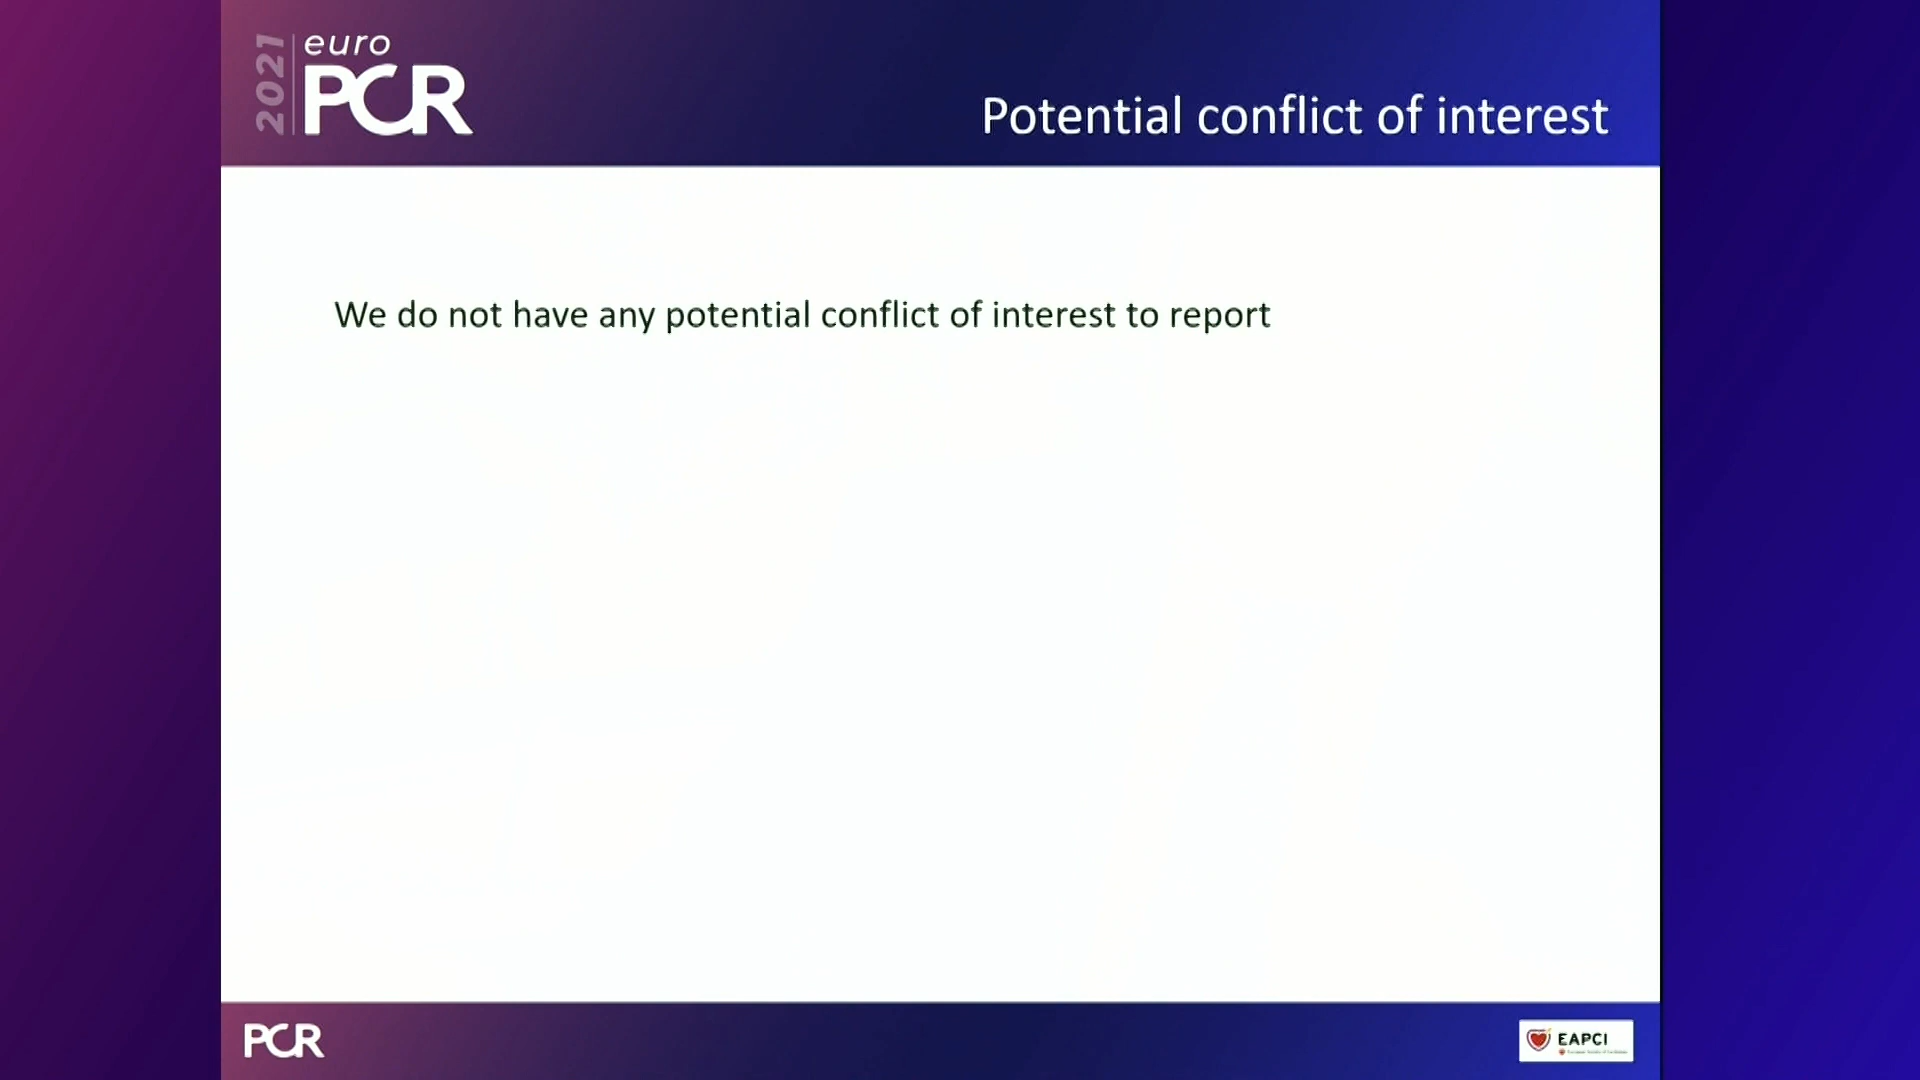 2021
euro
PCR
Potential conflict of interest
We do not have any potential conflict of interest to report
PCR
EAPCI